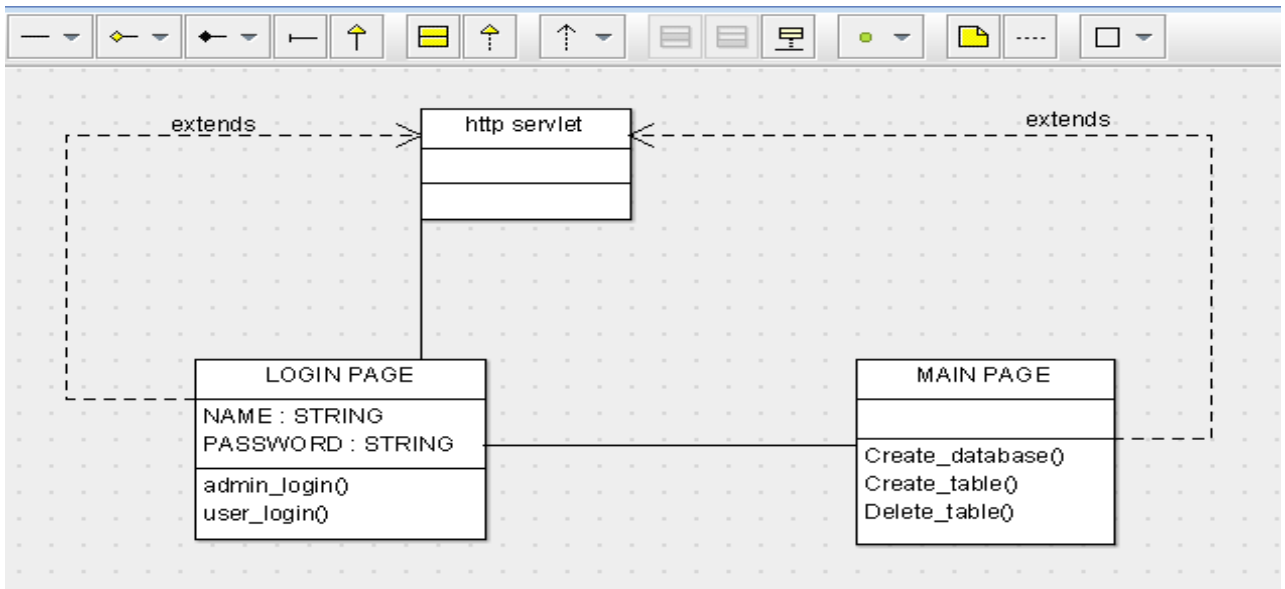 extends
http servlet
extends
LOGIN PAGE
NAME : STRING
PASSWORD : STRING
admin_login()
user_login()
MAIN PAGE
Create_database()
Create_table()
Delete_table()